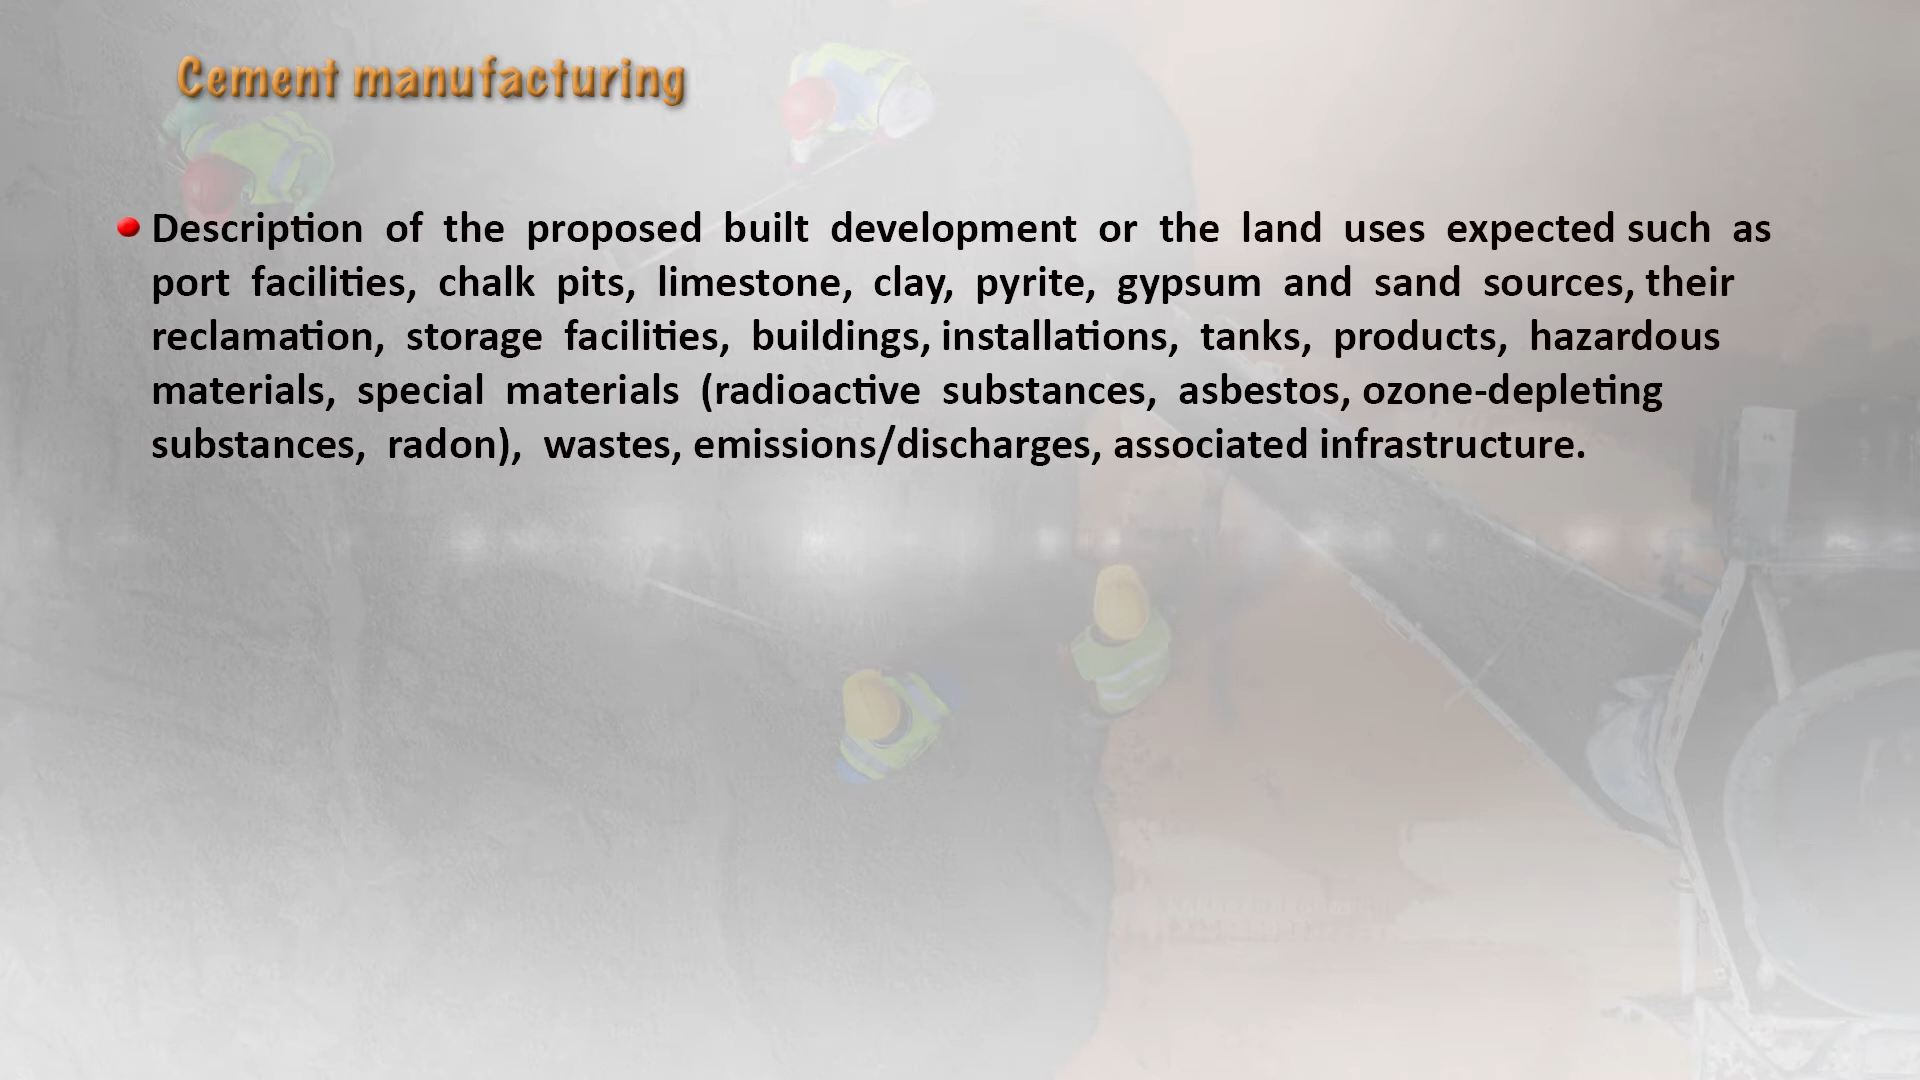 Cement manufacturing
Description of the proposed built development or the land uses expected such as
port facilities, chalk pits, limestone, clay, pyrite, gypsum and sand sources, their
reclamation, storage facilities, buildings, installations, tanks, products, hazardous
materials, special materials (radioactive substances, asbestos, ozone-depleting
substances, radon), wastes, emissions/discharges, associated infrastructure.